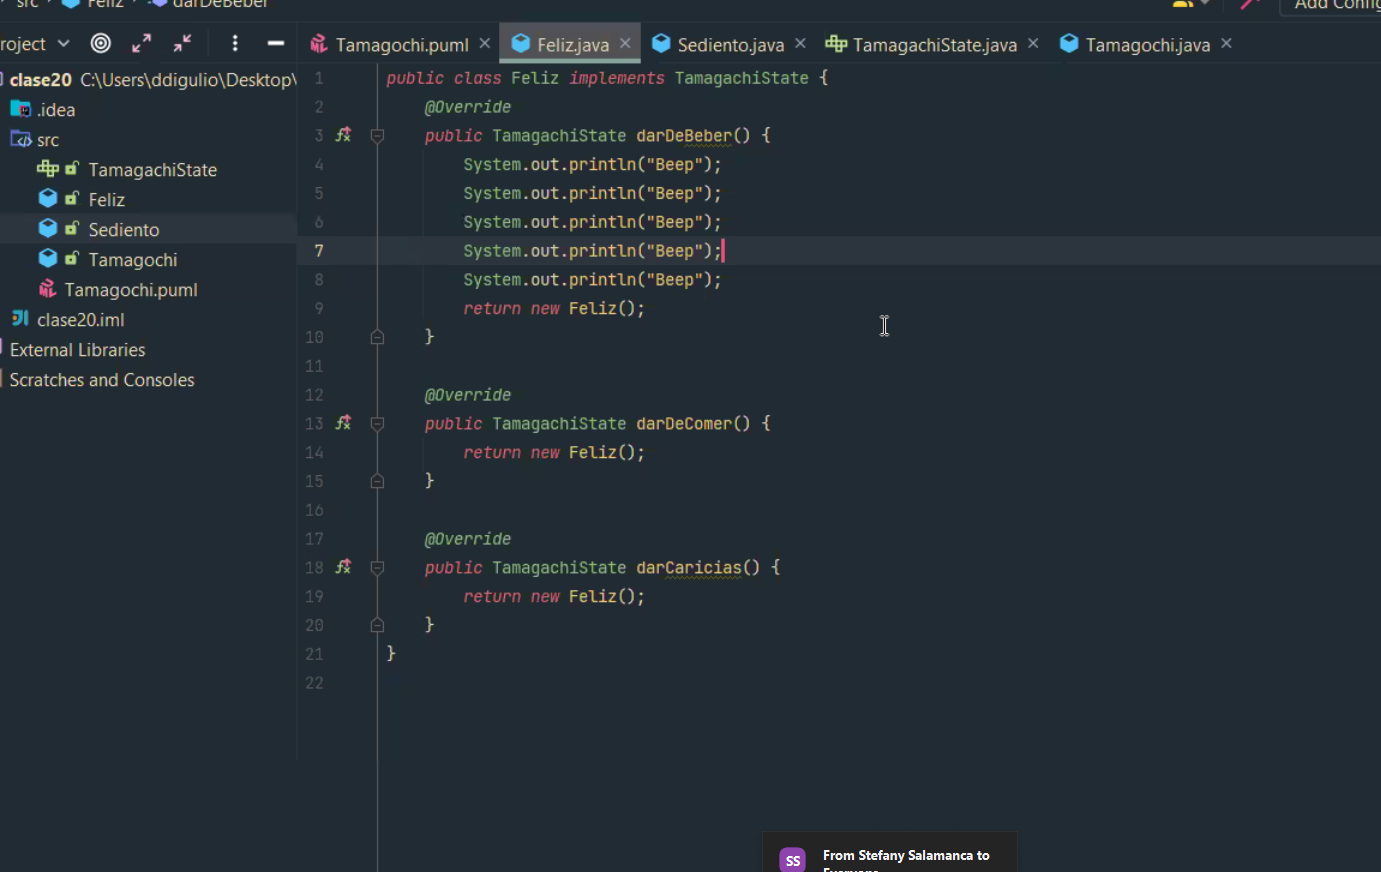 src Feliz darDeBeber
Add Config
roject
Tamagochi.puml Feliz.java Sediento.java TamagachiState.java Tamagochi.java
clase20 C:\Users\ddigulio\Desktop\
.idea
src
TamagachiState
Feliz
Sediento
Tamagochi
Tamagochi.puml
clase20.iml
External Libraries
Scratches and Consoles
1 public class Feliz implements TamagachiState {
2 @Override
3 public TamagachiState darDeBeber() {
4 System.out.println("Beep");
5 System.out.println("Beep");
6 System.out.println("Beep");
7 System.out.println("Beep");
8 System.out.println("Beep");
9 return new Feliz();
10 }
11
12 @Override
13 public TamagachiState darDeComer() {
14 return new Feliz();
15 }
16
17 @Override
18 public TamagachiState darCaricias() {
19 return new Feliz();
20 }
21 }
22
SS From Stefany Salamanca to
Everyone